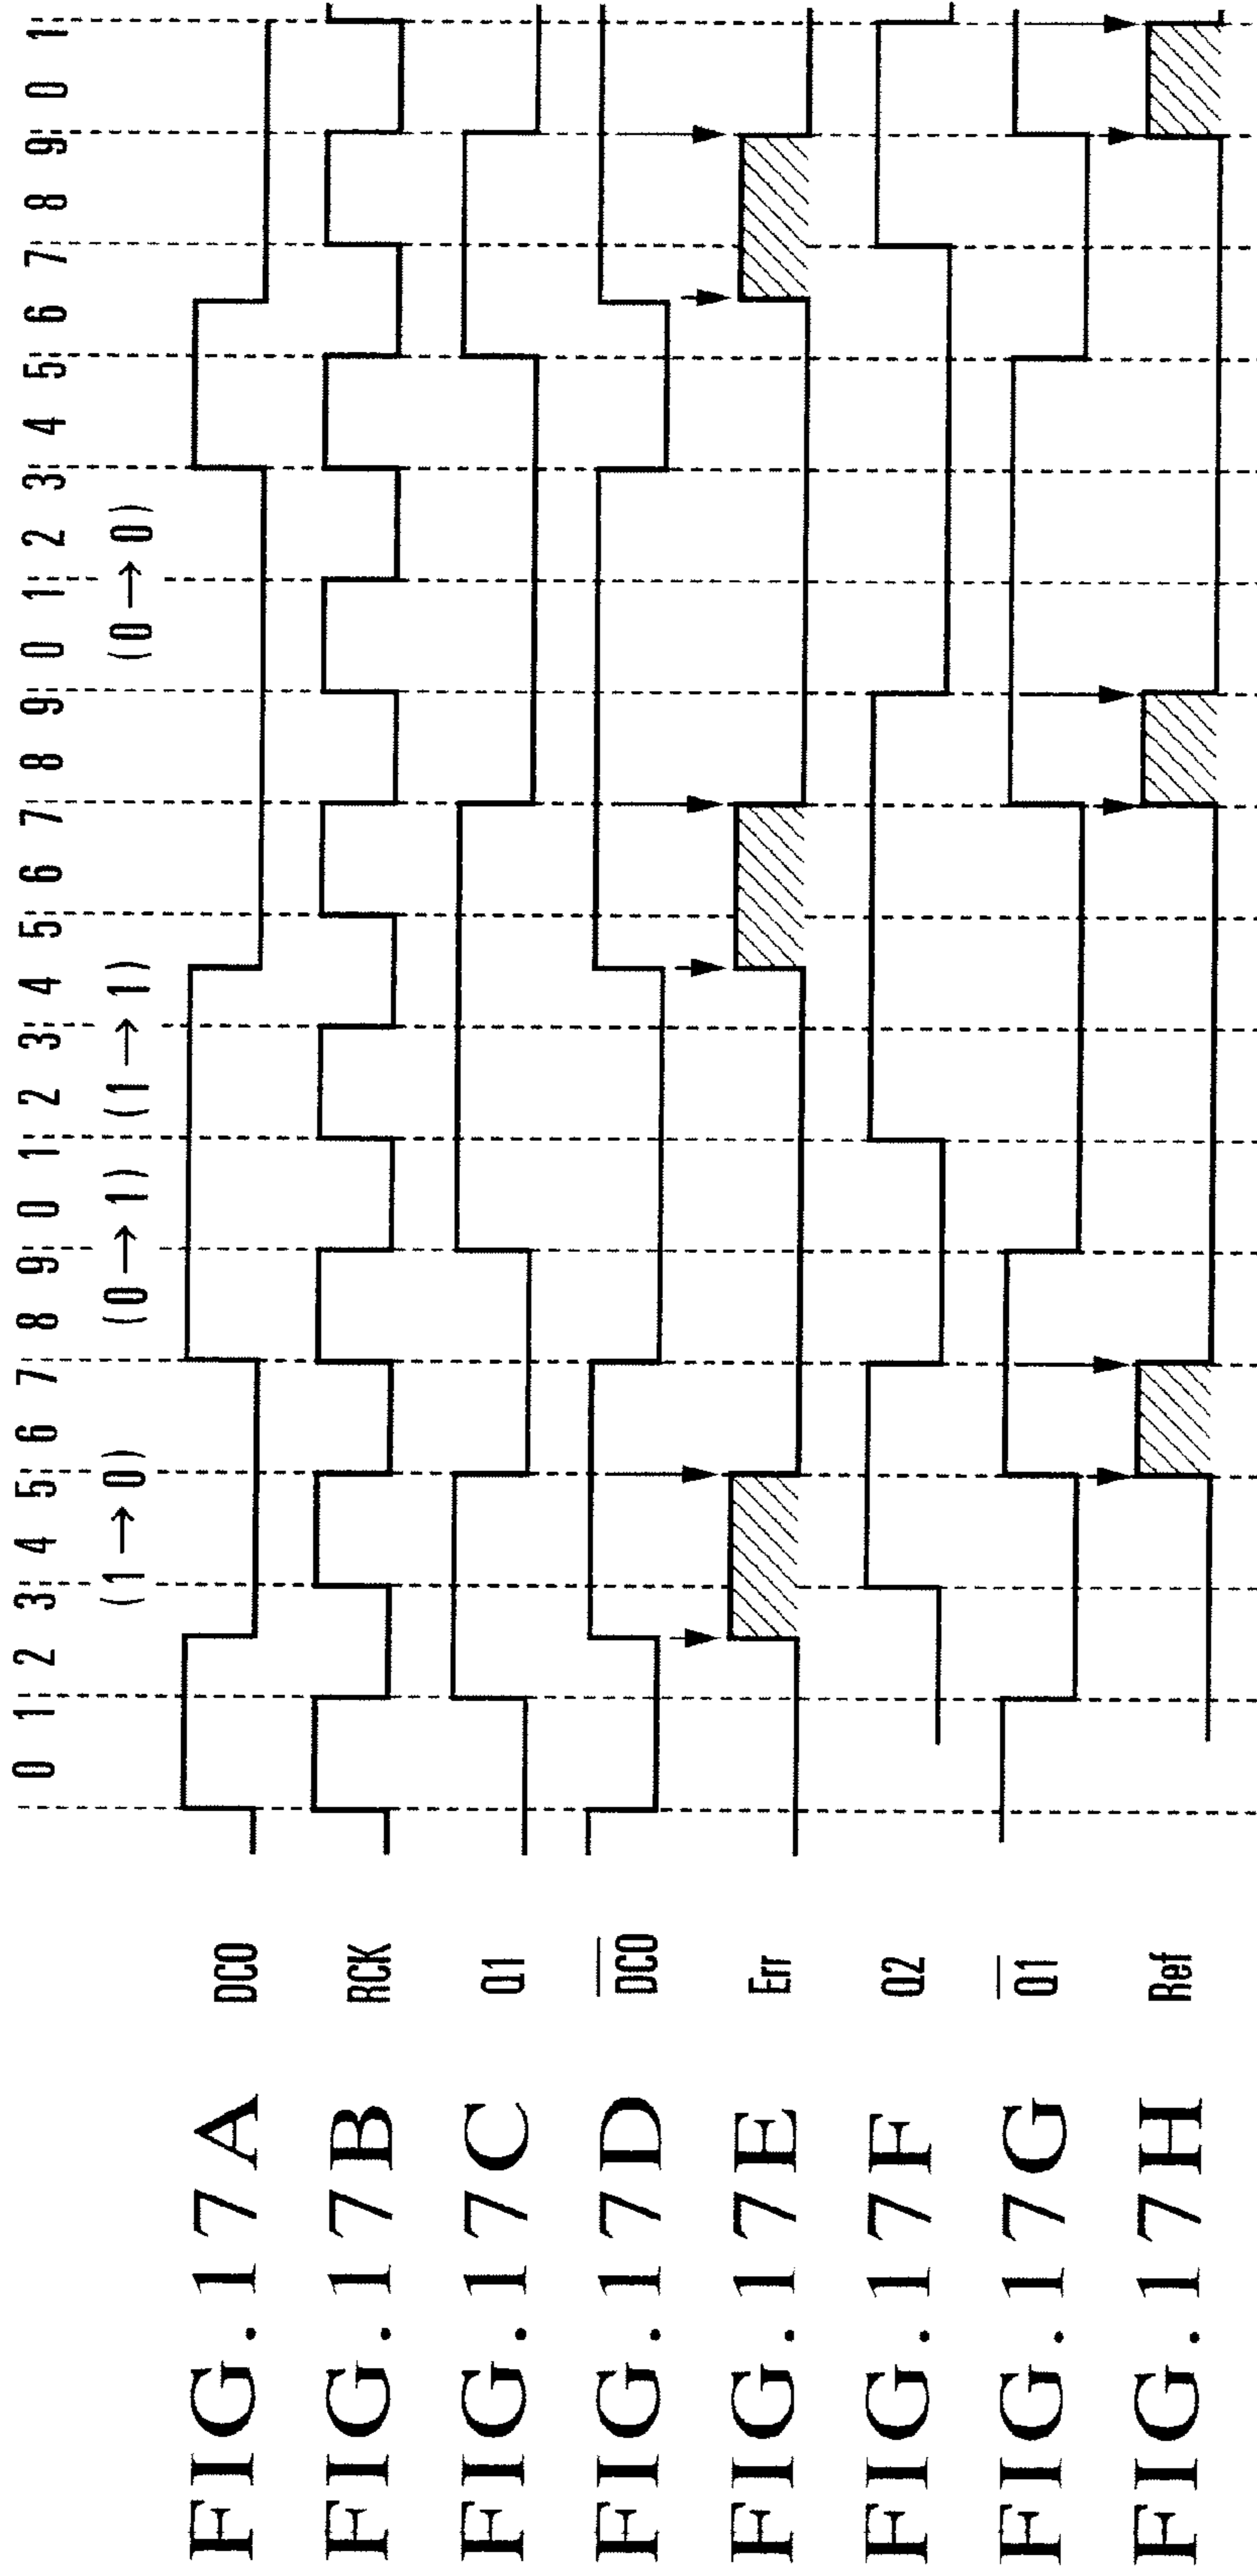 0 1 2 3 4 5 6 7 8 9 0 1 2 3 4 5 6 7 8 9 0 1 2 3 4 5 6 7 8 9 0 1
(1→0) (0→1) (1→1) (0→0)
FIG.17A DCO
FIG.17B RCK
FIG.17C Q1
FIG.17D D̅C̅O̅
FIG.17E Err
FIG.17F Q2
FIG.17G Q̅1̅
FIG.17H Ref